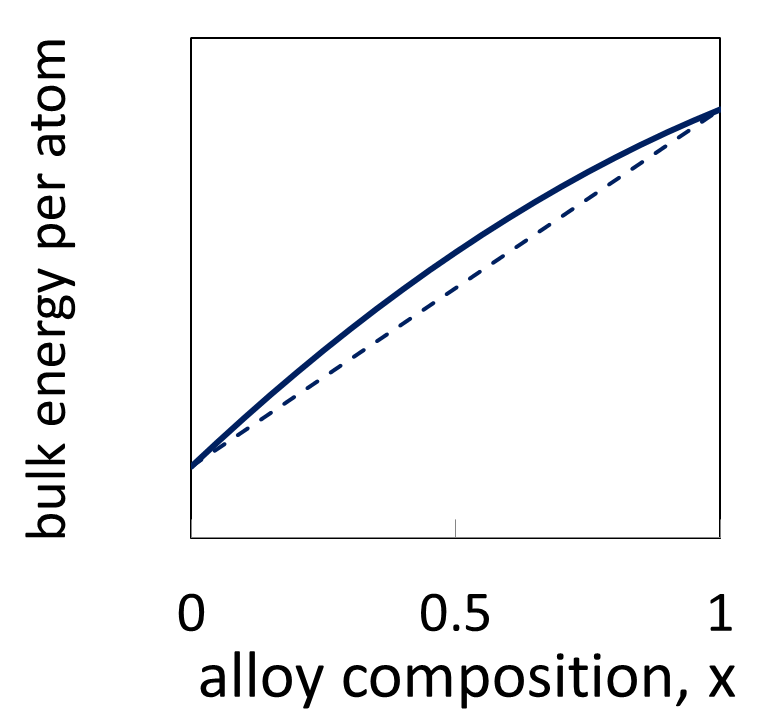 bulk energy per atom
0 0.5 1
alloy composition, x